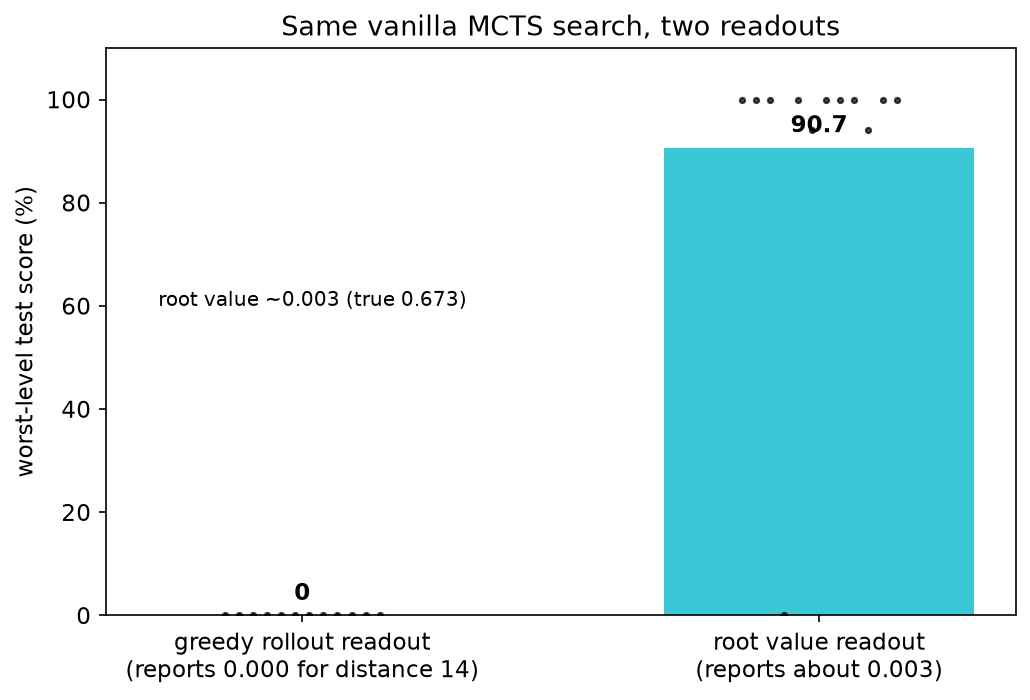 Same vanilla MCTS search, two readouts
worst-level test score (%)
100
80
60
40
20
0
90.7
root value ~0.003 (true 0.673)
0
greedy rollout readout
(reports 0.000 for distance 14)
root value readout
(reports about 0.003)